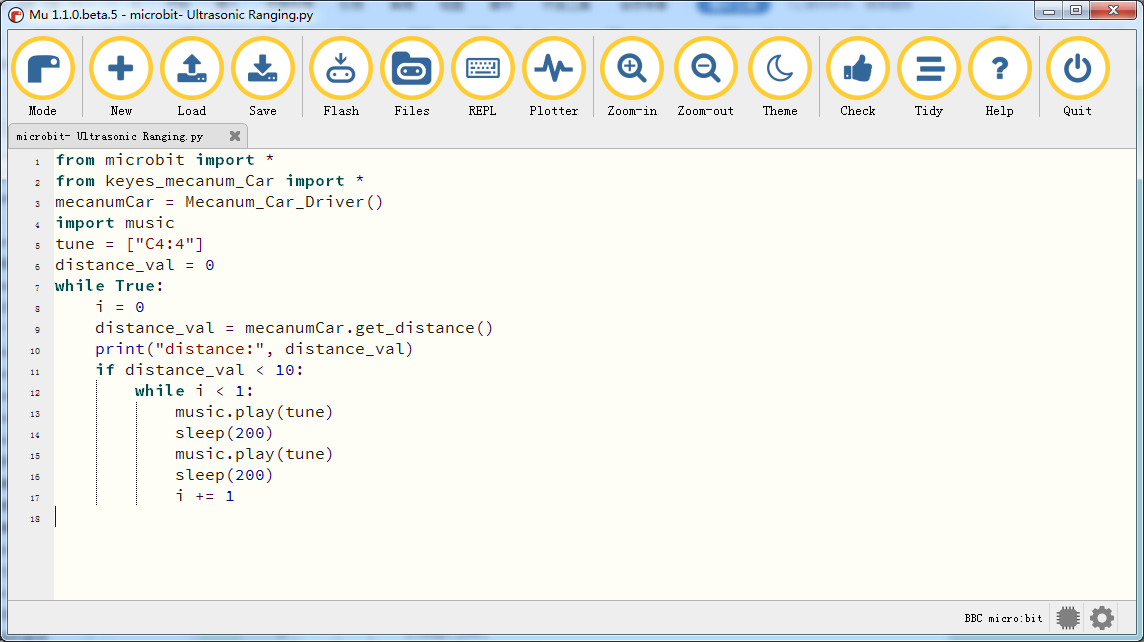 Mu 1.1.0.beta.5 - microbit- Ultrasonic Ranging.py
Mode New Load Save Flash Files REPL Plotter Zoom-in Zoom-out Theme Check Tidy Help Quit
microbit- Ultrasonic Ranging.py
1 from microbit import *
2 from keyes_mecanum_Car import *
3 mecanumCar = Mecanum_Car_Driver()
4 import music
5 tune = ["C4:4"]
6 distance_val = 0
7 while True:
8     i = 0
9     distance_val = mecanumCar.get_distance()
10     print("distance:", distance_val)
11     if distance_val < 10:
12         while i < 1:
13             music.play(tune)
14             sleep(200)
15             music.play(tune)
16             sleep(200)
17             i += 1
18
BBC micro:bit